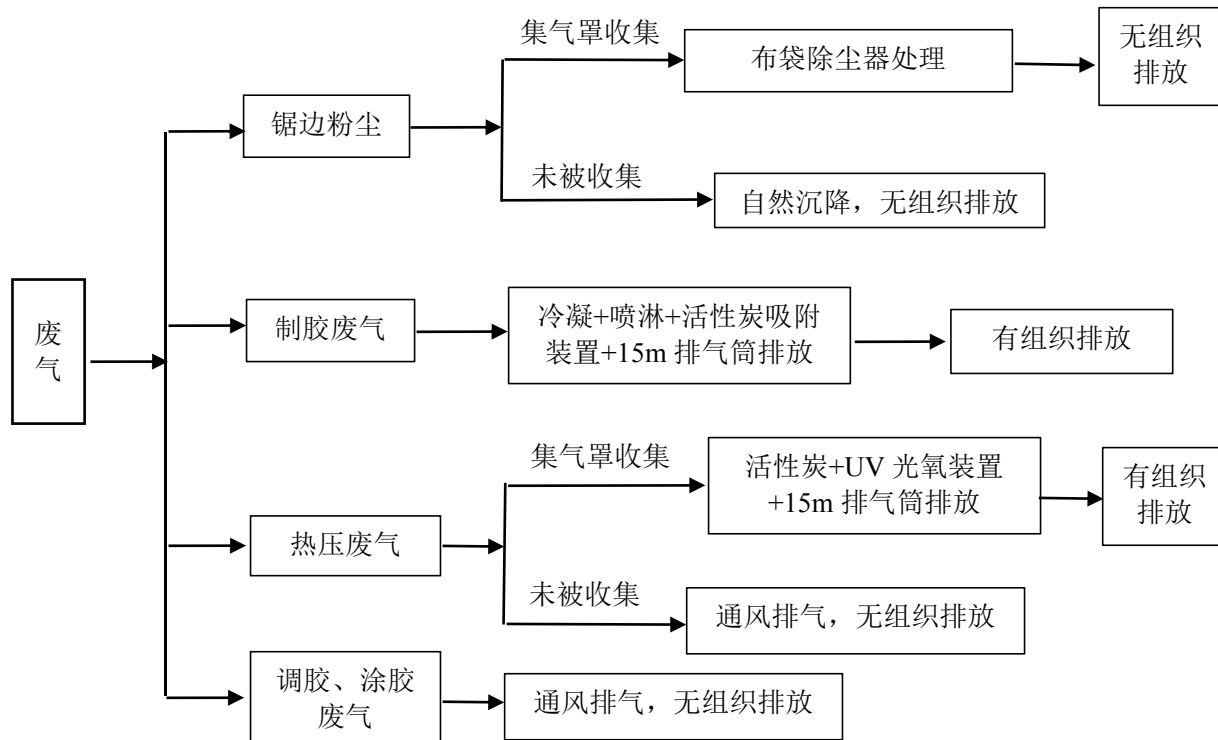 集气罩收集
布袋除尘器处理
无组织
排放
锯边粉尘
未被收集
自然沉降，无组织排放
废
气
制胶废气
冷凝+喷淋+活性炭吸附
装置+15m 排气筒排放
有组织排放
集气罩收集
活性炭+UV 光氧装置
+15m 排气筒排放
有组织
排放
热压废气
未被收集
通风排气，无组织排放
调胶、涂胶
废气
通风排气，无组织排放